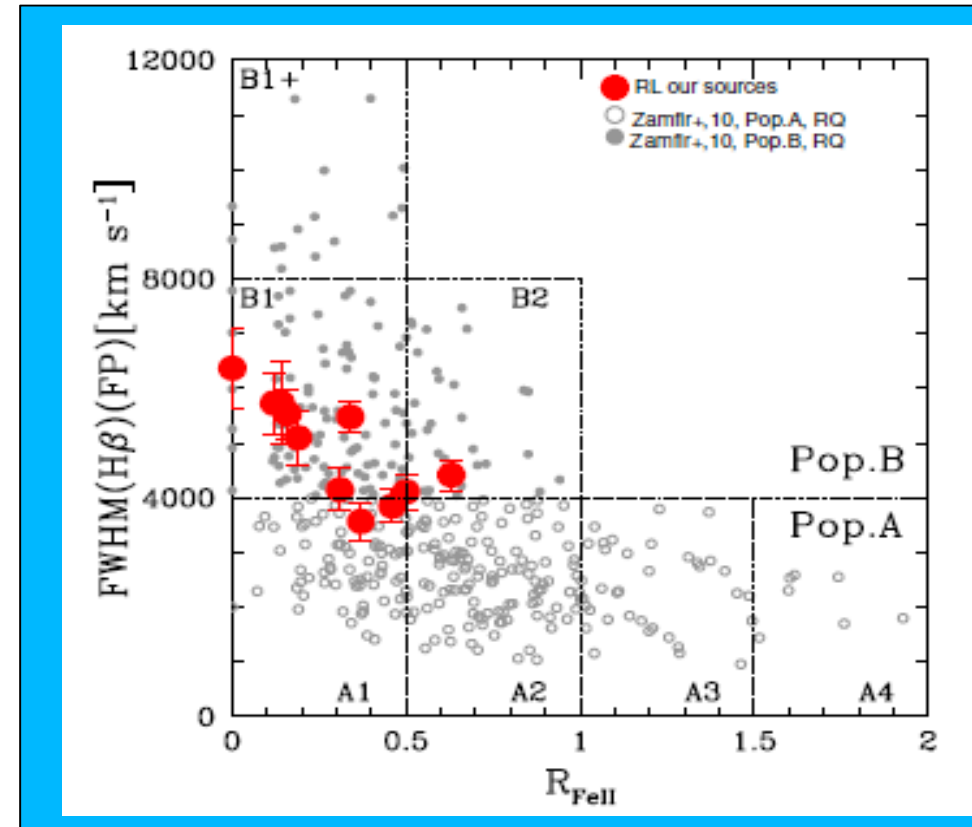 12000
B1+
RL our sources
Zamfir+,10, Pop.A, RQ
Zamfir+,10, Pop.B, RQ
FWHM(Hβ)(FP)[km s⁻¹]
8000
B1
B2
Pop.B
4000
Pop.A
A1
A2
A3
A4
0
0
0.5
1
1.5
2
R_FeII